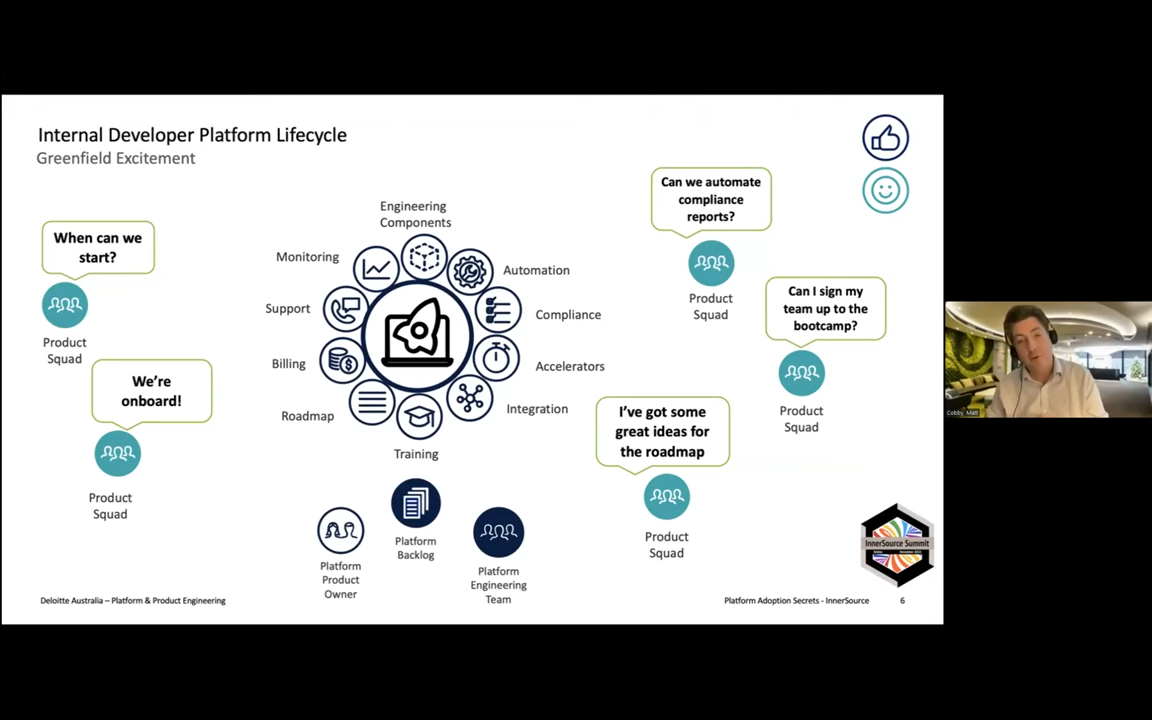 Internal Developer Platform Lifecycle
Greenfield Excitement
When can we
start?
Product
Squad
We're
onboard!
Product
Squad
Engineering
Components
Monitoring
Automation
Support
Compliance
Billing
Accelerators
Roadmap
Integration
Training
Platform
Product
Owner
Platform
Backlog
Platform
Engineering
Team
Can we automate
compliance
reports?
Product
Squad
Can I sign my
team up to the
bootcamp?
Product
Squad
I've got some
great ideas for
the roadmap
Product
Squad
InnerSource Summit
Deloitte Australia – Platform & Product Engineering
Platform Adoption Secrets - InnerSource
6
Cobby, Matt